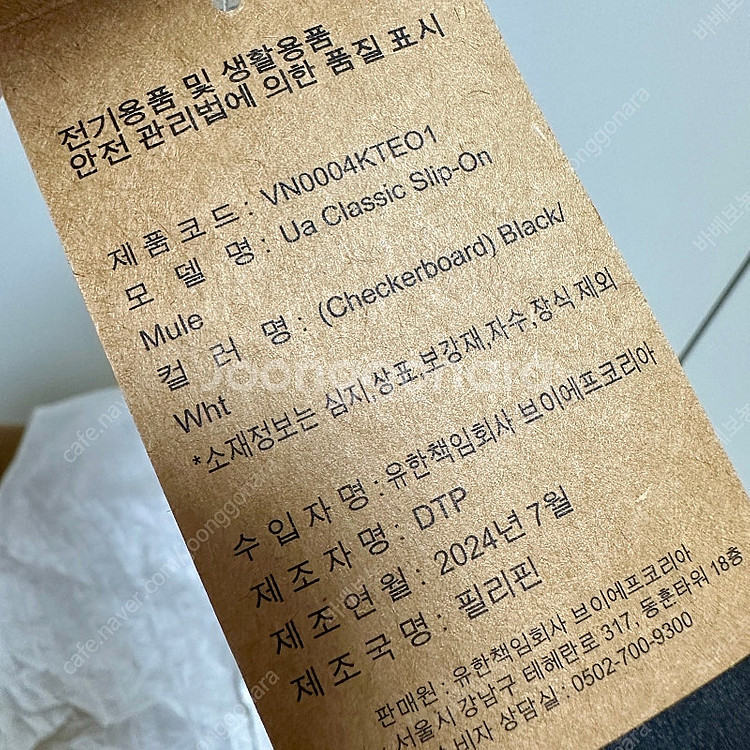 전기용품 및 생활용품
안전 관리법에 의한 품질 표시
제 품 코 드 : VN0004KTEO1
모 델 명 : Ua Classic Slip-On
Mule
컬 러 명 : (Checkerboard) Black/
Wht
*소재정보는 심지,상표,보강재,자수,장식 제외
수 입 자 명 : 유한책임회사 브이에프코리아
제 조 자 명 : DTP
제 조 연 월 : 2024년 7월
제 조 국 명 : 필리핀
판매원 : 유한책임회사 브이에프코리아
: 서울시 강남구 테헤란로 317, 동훈타워 18층
소비자 상담실 : 0502-700-9300
Joonggonara
cafe.naver.com/joonggonara